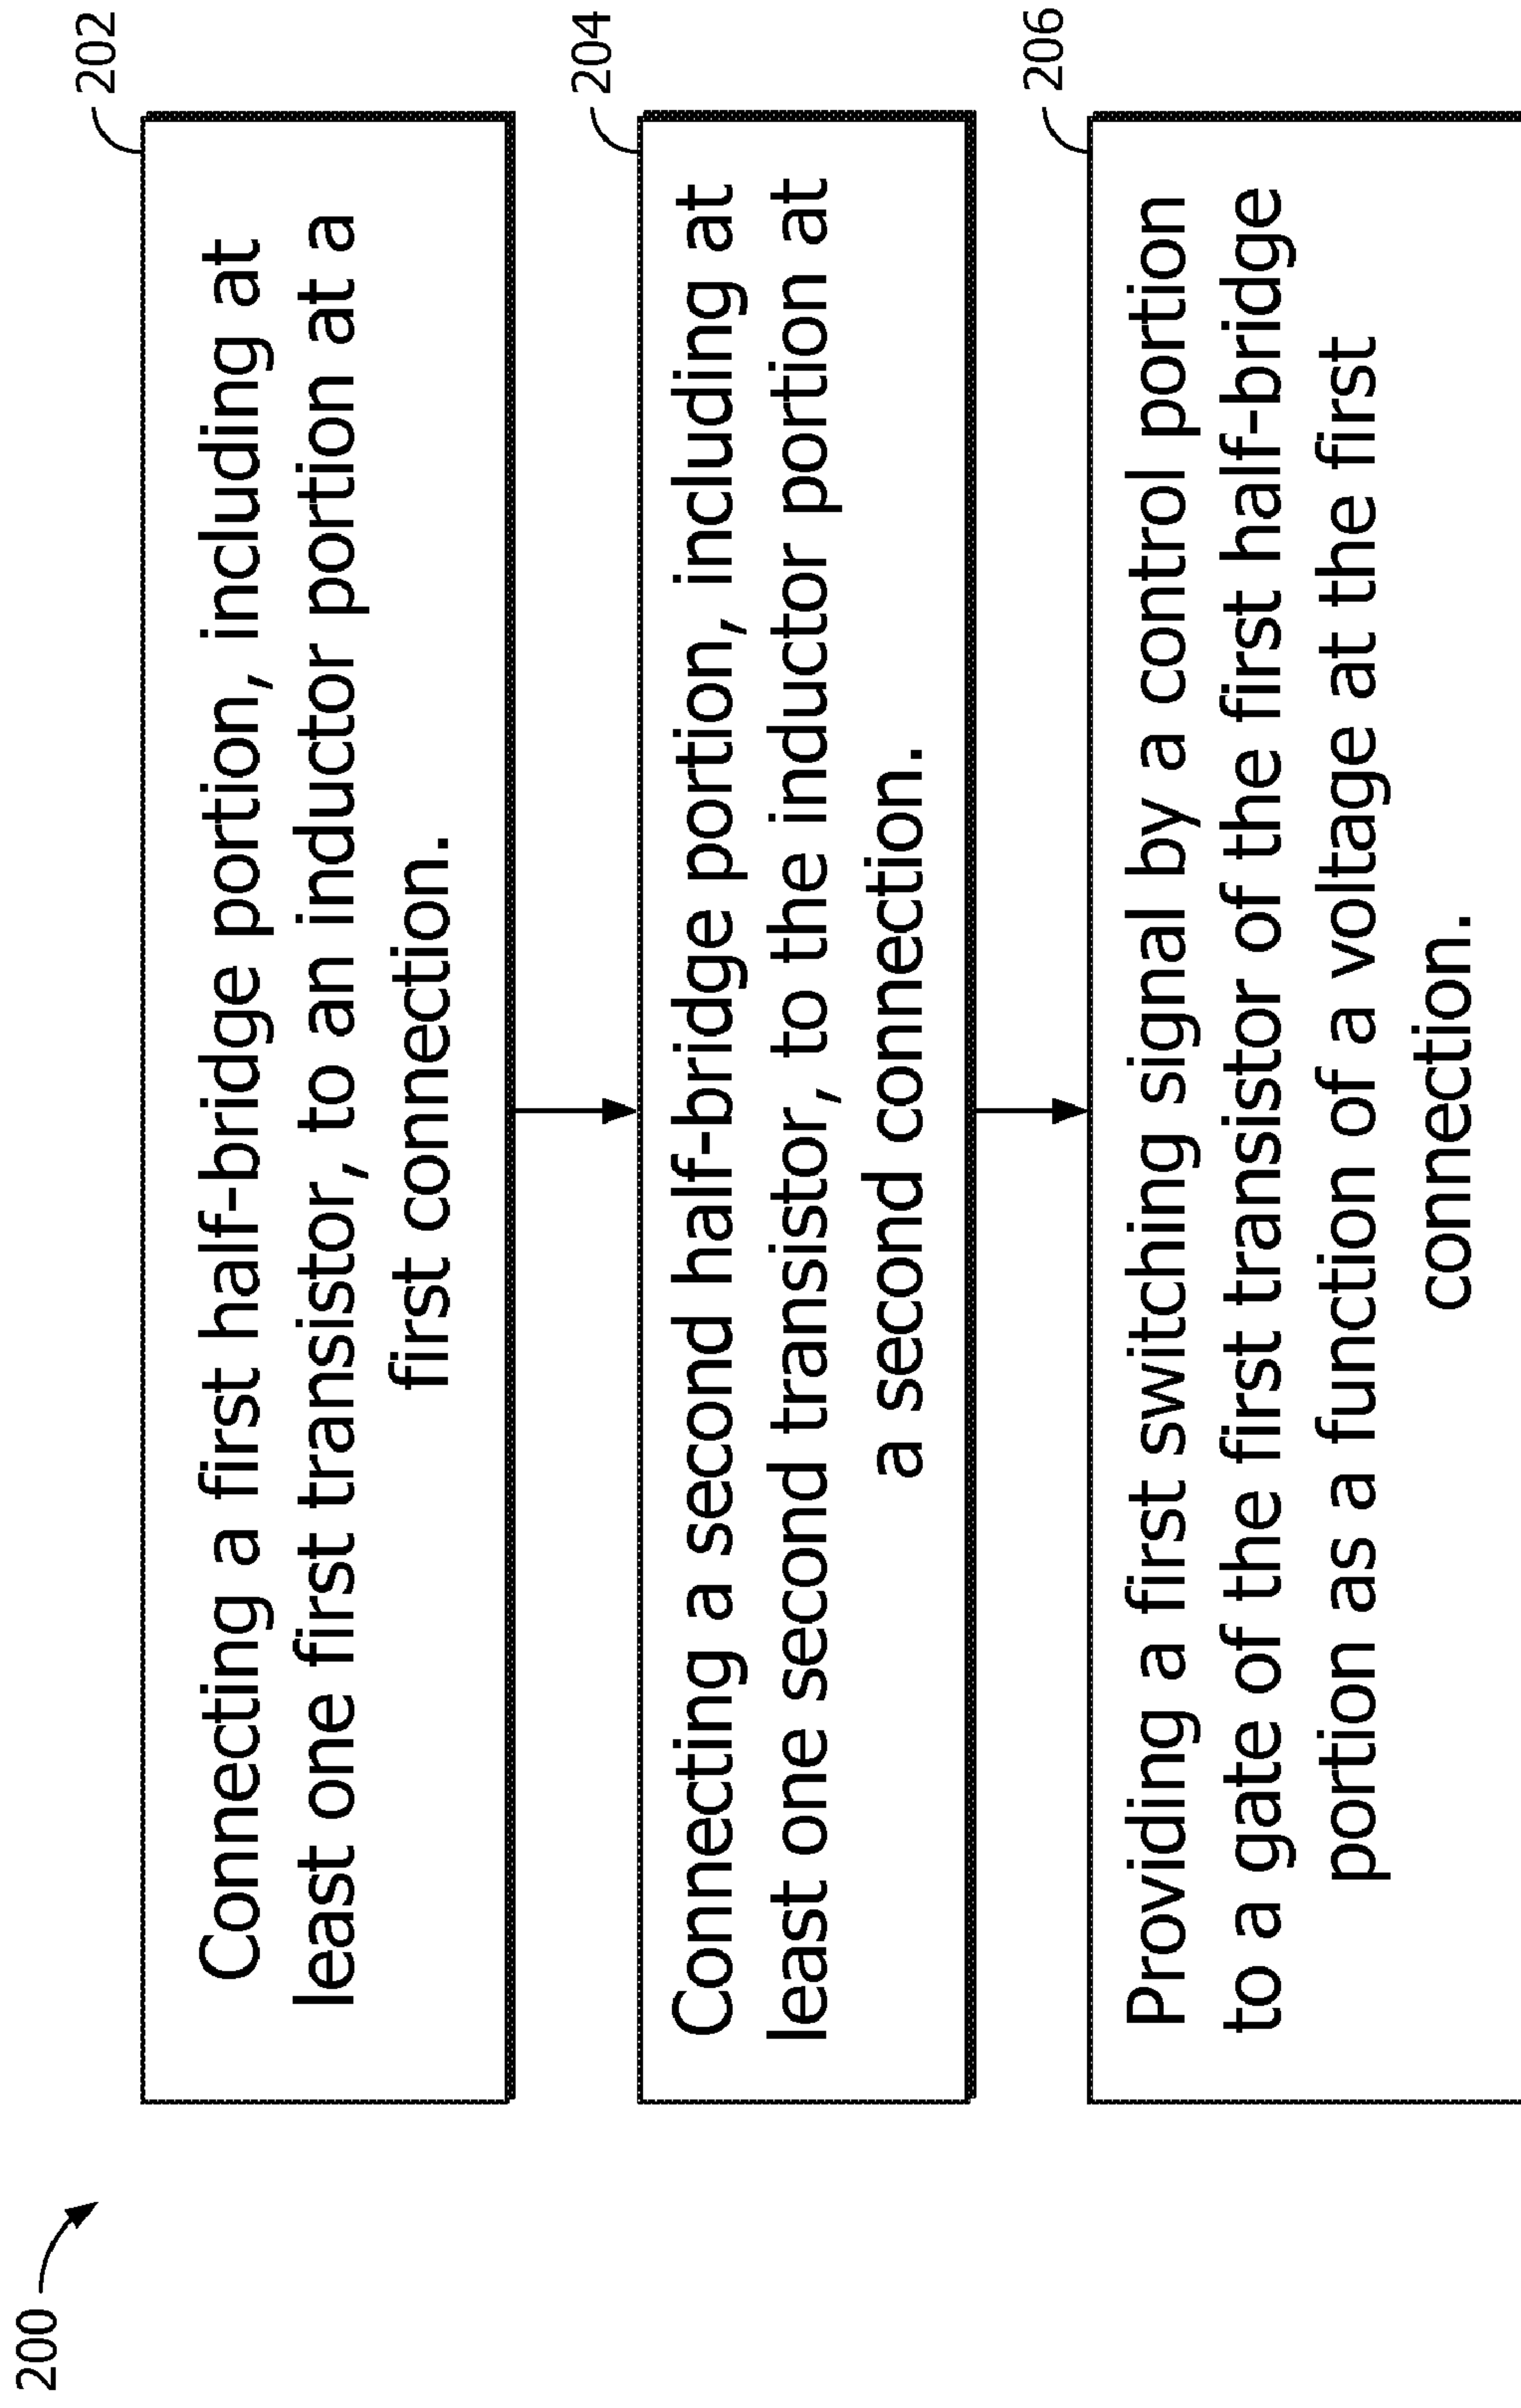 200
202
Connecting a first half-bridge portion, including at
least one first transistor, to an inductor portion at a
first connection.
204
Connecting a second half-bridge portion, including at
least one second transistor, to the inductor portion at
a second connection.
206
Providing a first switching signal by a control portion
to a gate of the first transistor of the first half-bridge
portion as a function of a voltage at the first
connection.